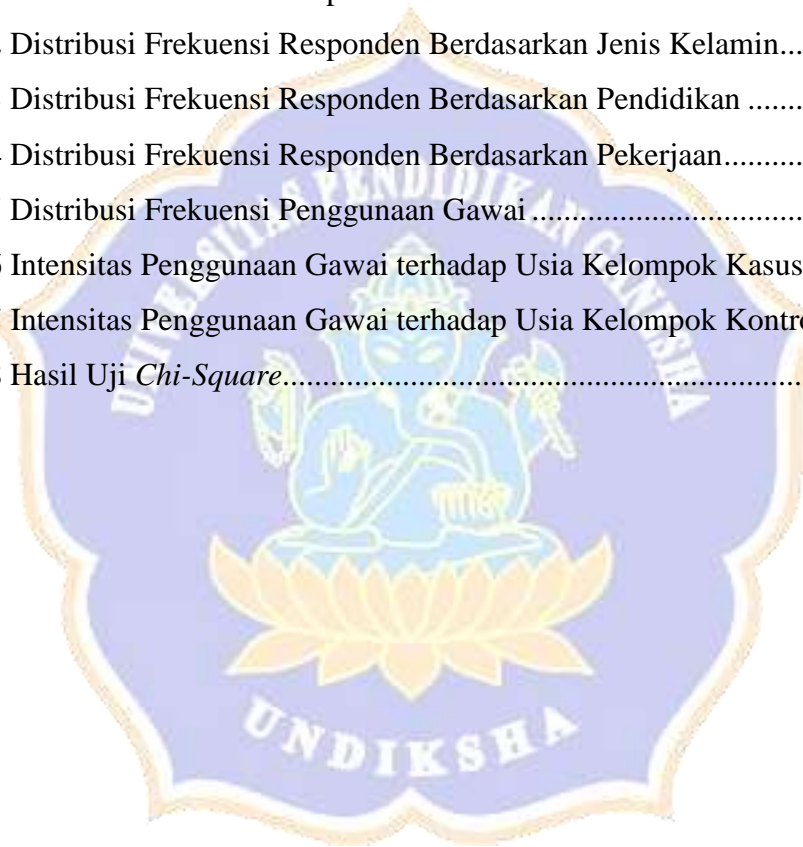 Distribusi Frekuensi Responden Berdasarkan Jenis Kelamin...
Distribusi Frekuensi Responden Berdasarkan Pendidikan .......
Distribusi Frekuensi Responden Berdasarkan Pekerjaan..........
Distribusi Frekuensi Penggunaan Gawai .................................
Intensitas Penggunaan Gawai terhadap Usia Kelompok Kasus
Intensitas Penggunaan Gawai terhadap Usia Kelompok Kontro
Hasil Uji Chi-Square................................................................
UNIVERSITAS PENDIDIKAN GANESHA
UNDIKSHA